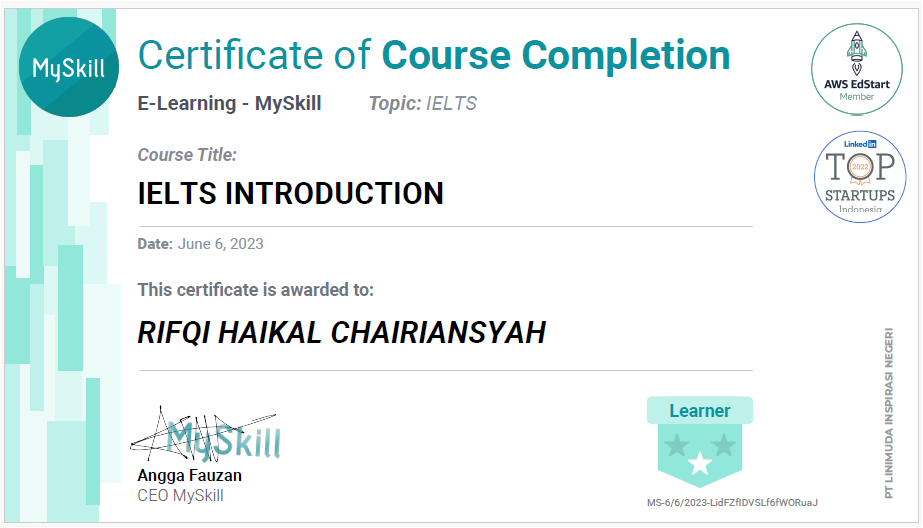 MySkill
Certificate of Course Completion
E-Learning - MySkill Topic: IELTS
AWS EdStart
Member
Course Title:
IELTS INTRODUCTION
LinkedIn
TOP
2022
STARTUPS
Indonesia
Date: June 6, 2023
This certificate is awarded to:
RIFQI HAIKAL CHAIRIANSYAH
PT LINIMUDA INSPIRASI NEGERI
MySkill
Angga Fauzan
CEO MySkill
Learner
MS-6/6/2023-LidFZfIDVSLf6fWORuaJ